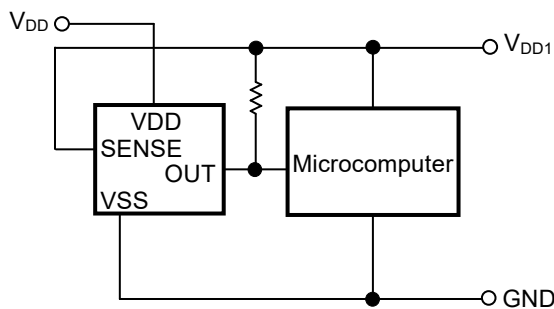 VDD
VDD1
VDD
SENSE
OUT
Microcomputer
VSS
GND